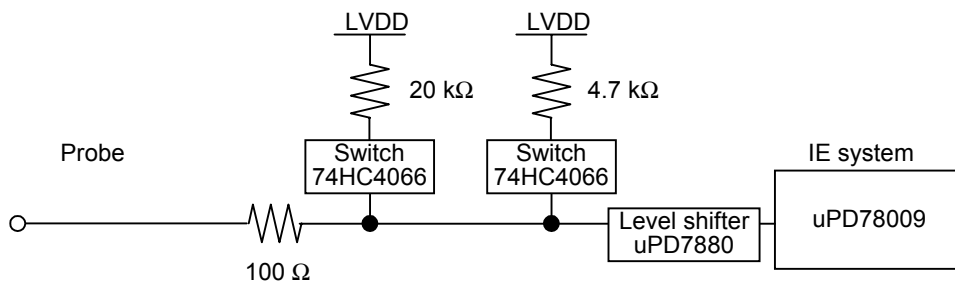 LVDD
LVDD
20 kΩ
4.7 kΩ
Probe
Switch
74HC4066
Switch
74HC4066
IE system
Level shifter
uPD7880
uPD78009
100 Ω